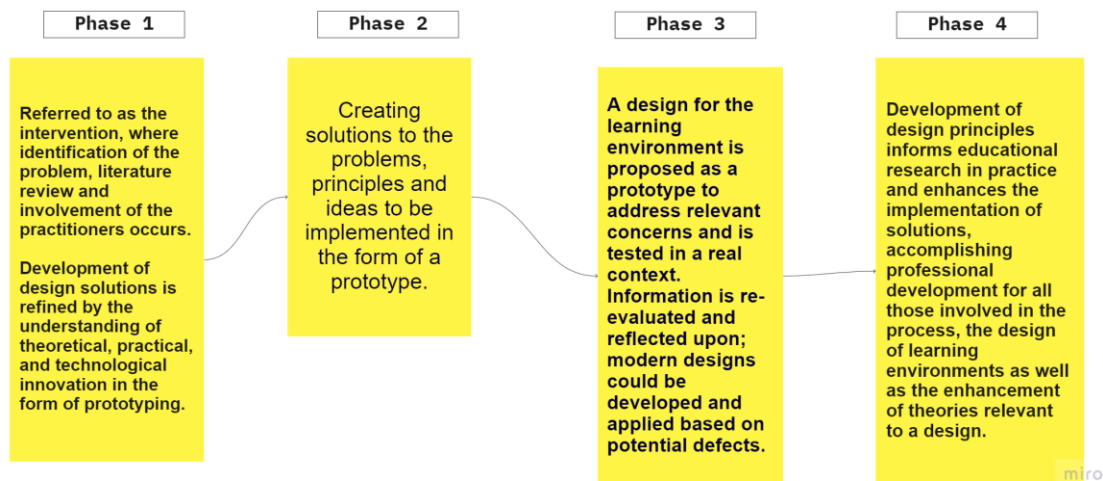 Phase 1
Referred to as the
intervention, where
identification of the
problem, literature
review and
involvement of the
practitioners occurs.
Development of
design solutions is
refined by the
understanding of
theoretical, practical,
and technological
innovation in the
form of prototyping.
Phase 2
Creating
solutions to the
problems,
principles and
ideas to be
implemented in
the form of a
prototype.
Phase 3
A design for the
learning
environment is
proposed as a
prototype to
address relevant
concerns and is
tested in a real
context.
Information is re-
evaluated and
reflected upon;
modern designs
could be
developed and
applied based on
potential defects.
Phase 4
Development of
design principles
informs educational
research in practice
and enhances the
implementation of
solutions,
accomplishing
professional
development for all
those involved in the
process, the design
of learning
environments as well
as the enhancement
of theories relevant
to a design.
miro